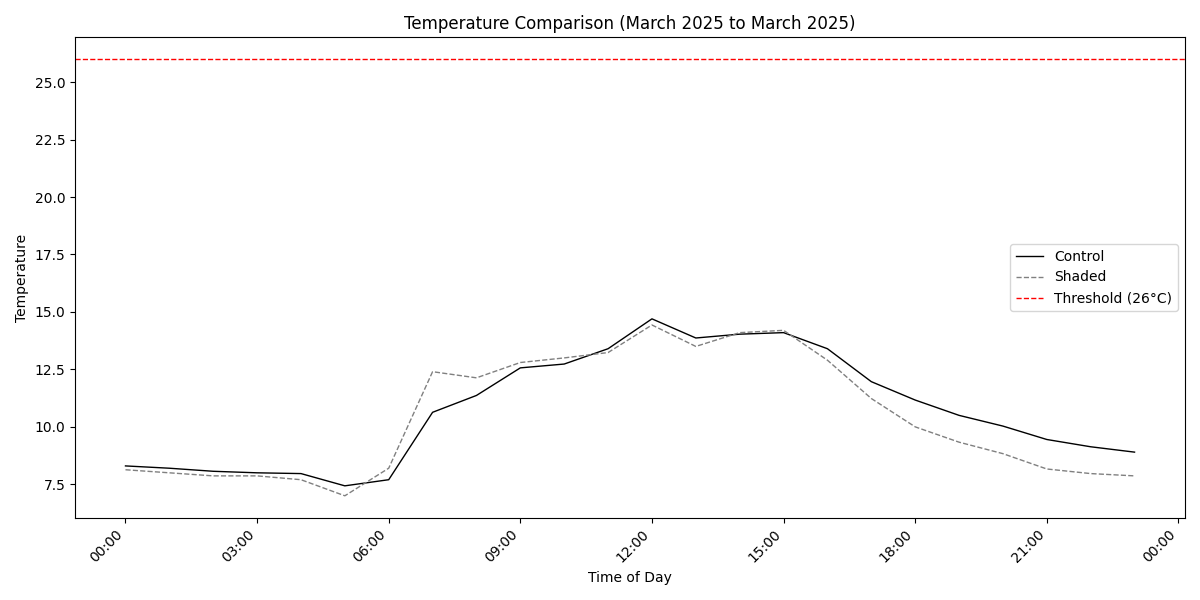 Temperature Comparison (March 2025 to March 2025)
25.0
22.5
20.0
17.5
15.0
12.5
10.0
7.5
Temperature
Control
Shaded
Threshold (26°C)
00:00
03:00
06:00
09:00
12:00
15:00
18:00
21:00
00:00
Time of Day